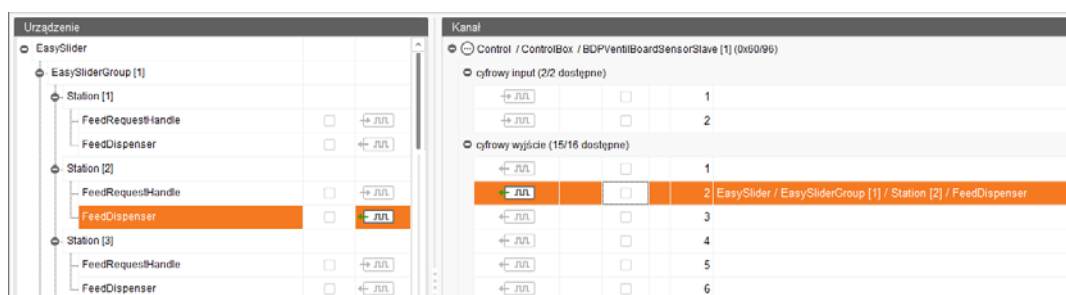 Urządzenie
EasySlider
EasySliderGroup [1]
Station [1]
FeedRequestHandle
FeedDispenser
Station [2]
FeedRequestHandle
FeedDispenser
Station [3]
FeedRequestHandle
FeedDispenser
Kanał
Control / ControlBox / BDPVentilBoardSensorSlave [1] (0x60/96)
cyfrowy input (2/2 dostępne)
1
2
cyfrowy wyjście (15/16 dostępne)
1
2 EasySlider / EasySliderGroup [1] / Station [2] / FeedDispenser
3
4
5
6